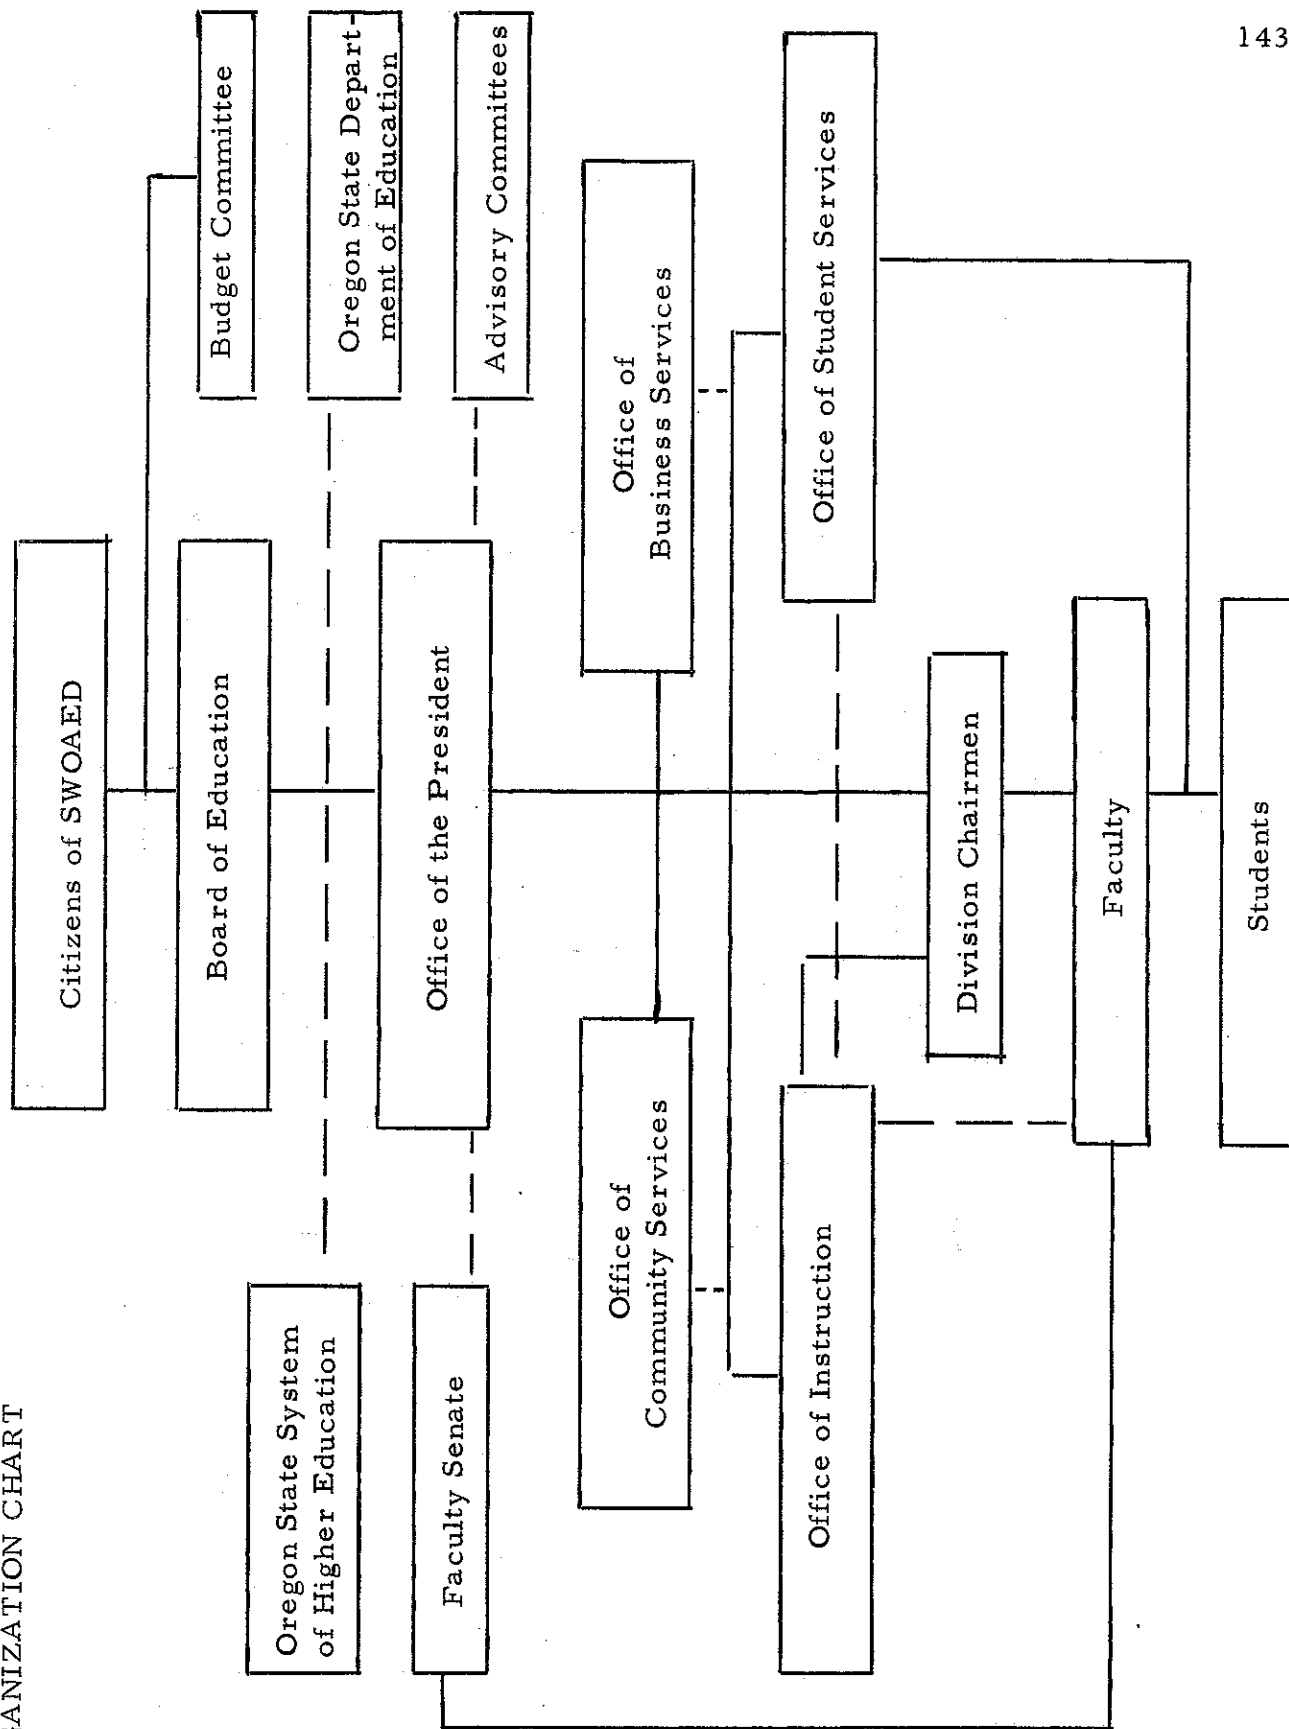 143
GANIZATION CHART
Citizens of SWOAED
Budget Committee
Board of Education
Oregon State System
of Higher Education
Oregon State Depart-
ment of Education
Faculty Senate
Office of the President
Advisory Committees
Office of
Community Services
Office of
Business Services
Office of Instruction
Office of Student Services
Division Chairmen
Faculty
Students